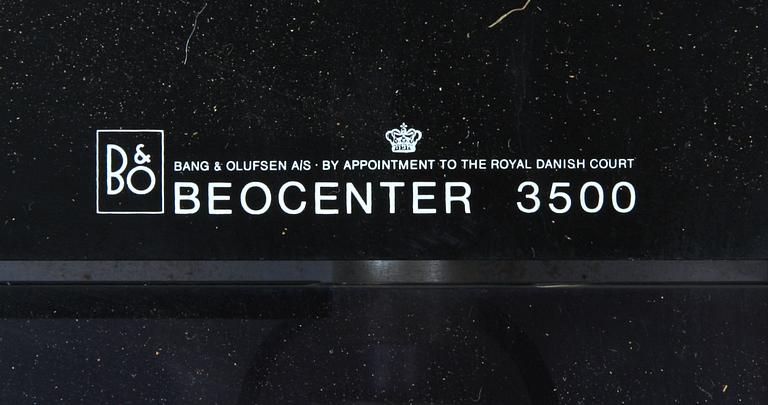 B&O
BANG & OLUFSEN A/S · BY APPOINTMENT TO THE ROYAL DANISH COURT
BEOCENTER 3500